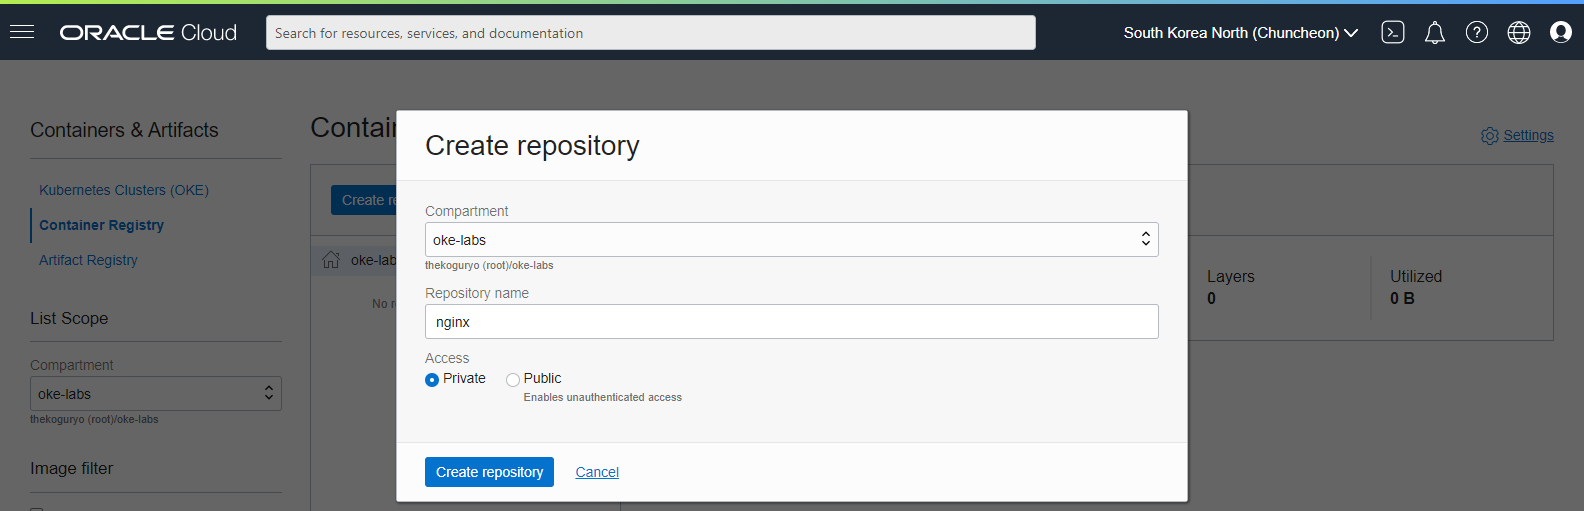 ORACLE Cloud
Search for resources, services, and documentation
South Korea North (Chuncheon)
Containers & Artifacts
Kubernetes Clusters (OKE)
Container Registry
Artifact Registry
List Scope
Compartment
oke-labs
thekoguryo (root)/oke-labs
Image filter
Contai
Settings
Create re
oke-lab
No r
Layers
0
Utilized
0 B
Create repository
Compartment
oke-labs
thekoguryo (root)/oke-labs
Repository name
nginx
Access
Private
Public
Enables unauthenticated access
Create repository
Cancel